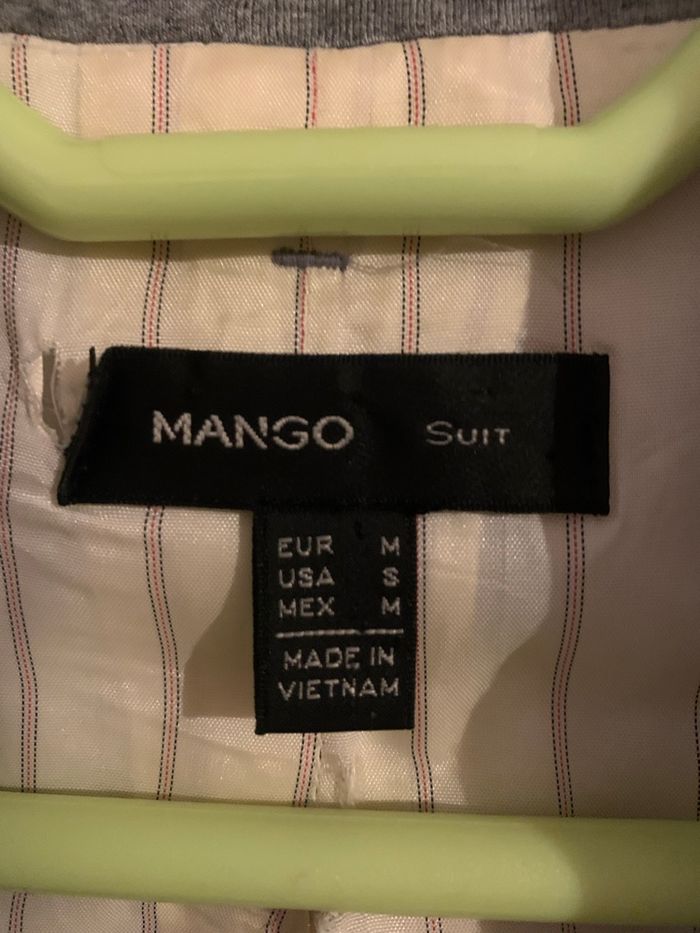 MANGO SUIT
EUR M
USA S
MEX M
MADE IN
VIETNAM